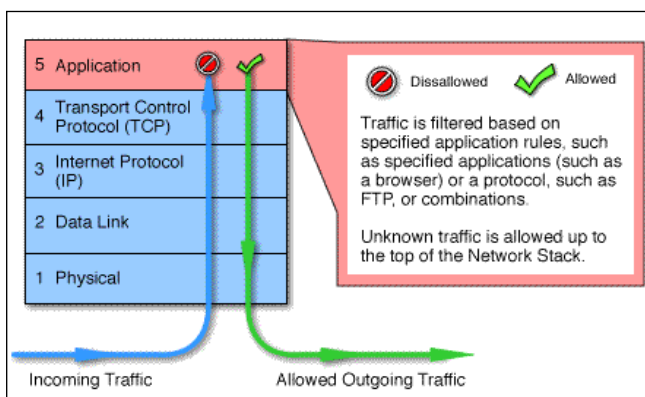 5 Application
4 Transport Control
Protocol (TCP)
3 Internet Protocol
(IP)
2 Data Link
1 Physical
Incoming Traffic
Allowed Outgoing Traffic
Dissallowed
Allowed
Traffic is filtered based on
specified application rules, such
as specified applications (such as
a browser) or a protocol, such as
FTP, or combinations.
Unknown traffic is allowed up to
the top of the Network Stack.